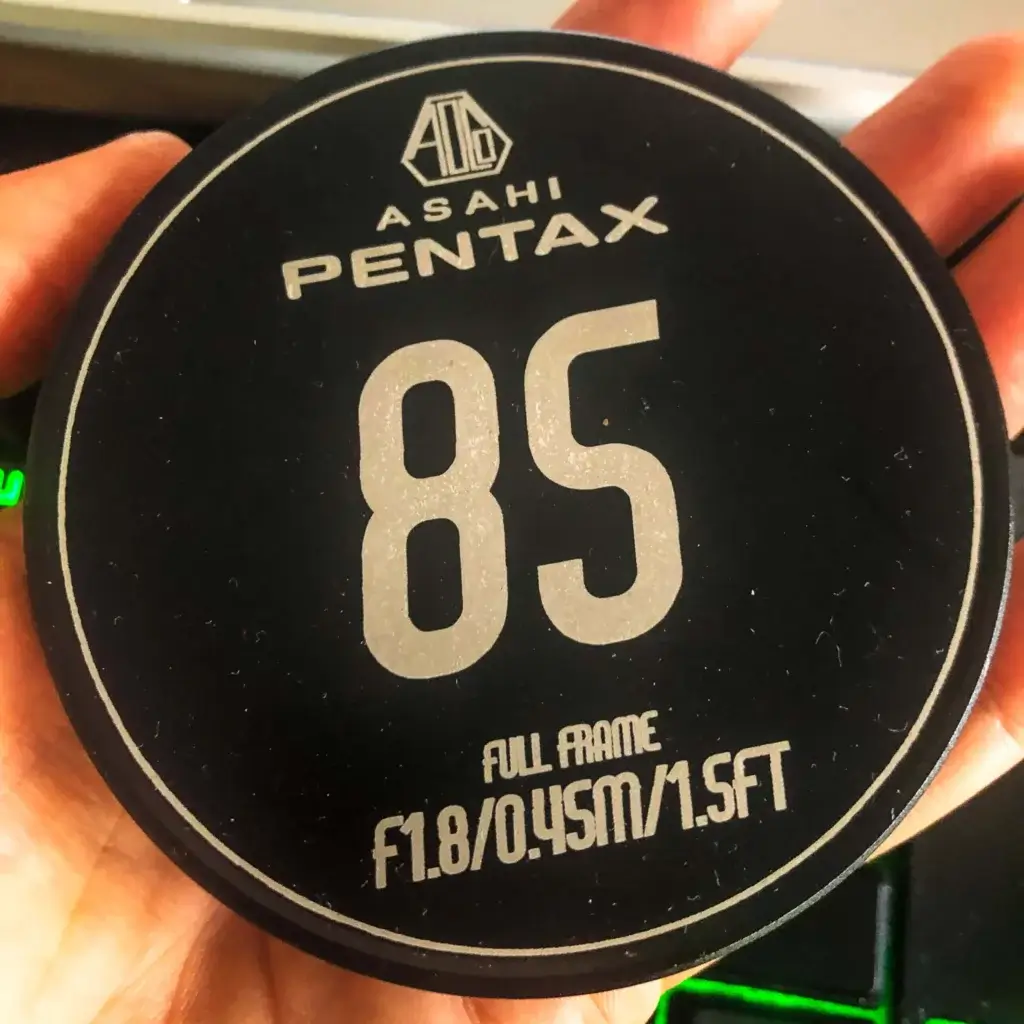 AOCo
ASAHI
PENTAX
85
FULL FRAME
F1.8/0.45M/1.5FT